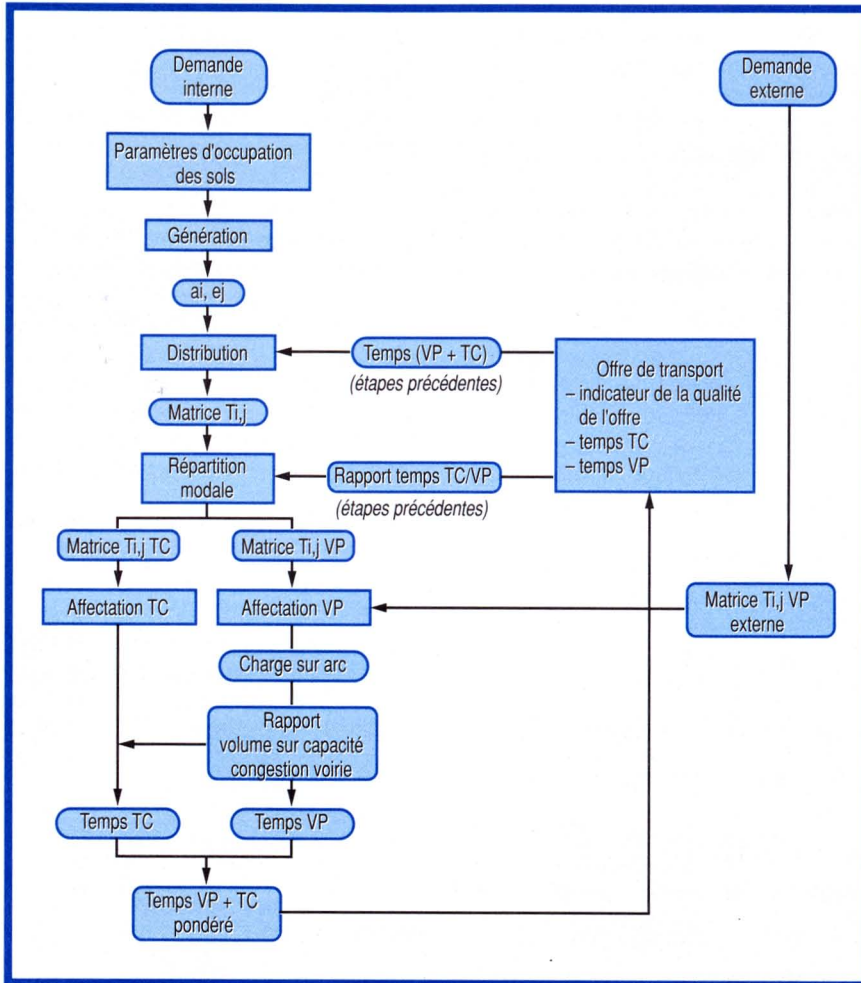 Demande
interne
Demande
externe
Paramètres d'occupation
des sols
Génération
ai, ej
Distribution
Temps (VP + TC)
(étapes précédentes)
Offre de transport
– indicateur de la qualité
de l'offre
– temps TC
– temps VP
Matrice Ti,j
Répartition
modale
Rapport temps TC/VP
(étapes précédentes)
Matrice Ti,j TC
Matrice Ti,j VP
Affectation TC
Affectation VP
Matrice Ti,j VP
externe
Charge sur arc
Rapport
volume sur capacité
congestion voirie
Temps TC
Temps VP
Temps VP + TC
pondéré